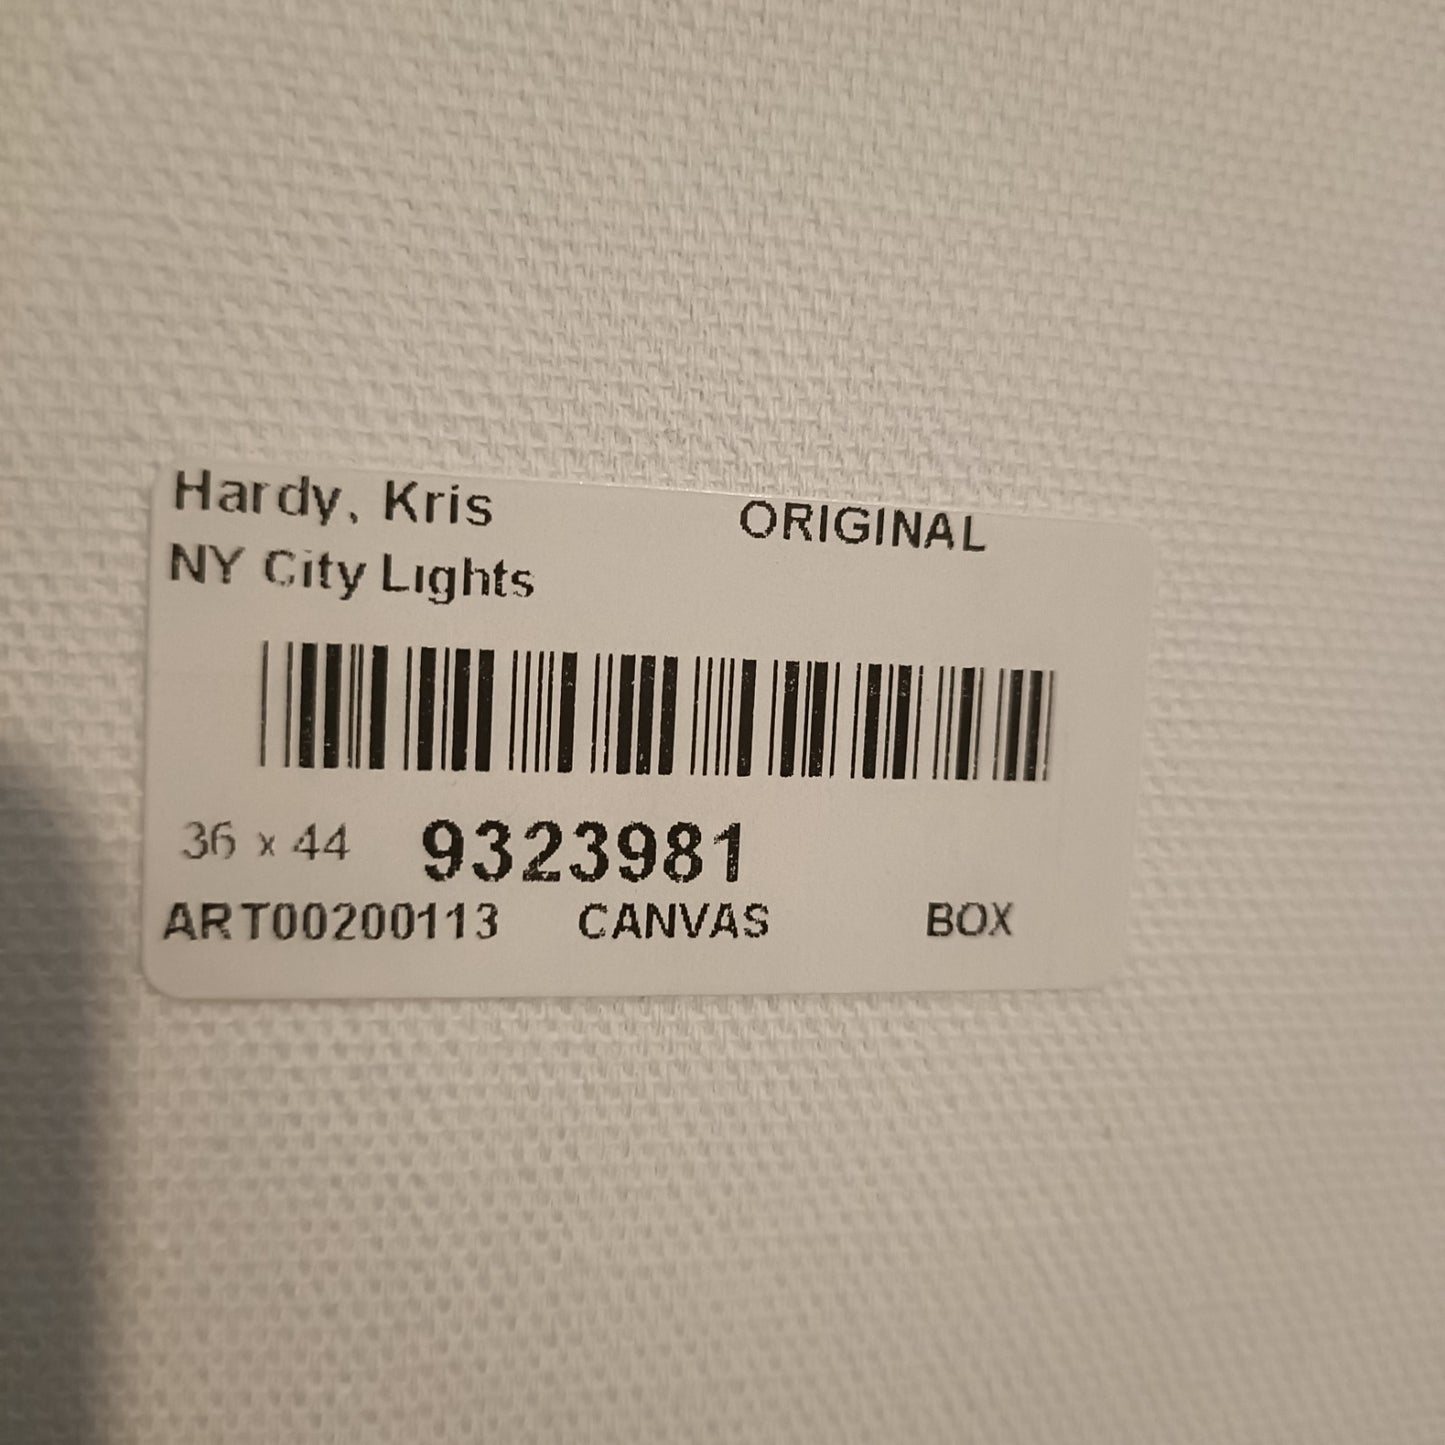 Hardy, Kris ORIGINAL
NY City Lights
36 x 44 9323981
ART00200113 CANVAS BOX